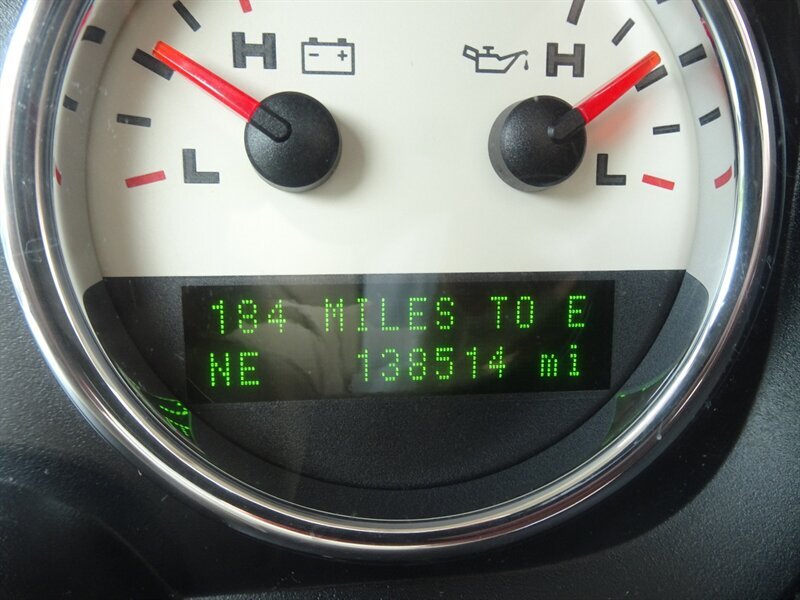 H H
L L
184 MILES TO E
NE 138514 mi